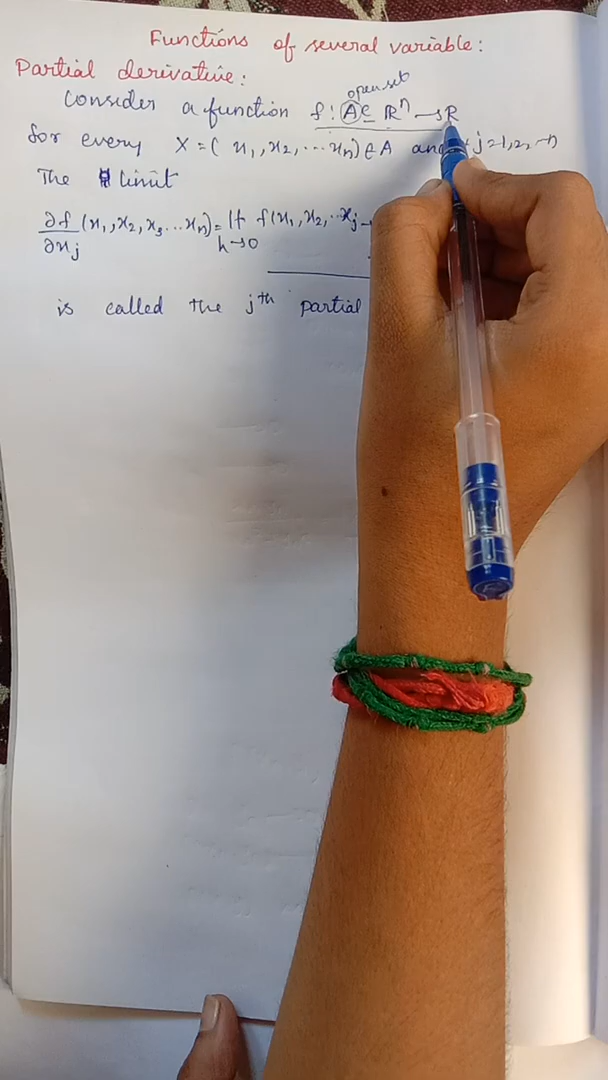 Functions of several variable:
Partial derivative:
open set
Consider a function f: A ⊆ ℝⁿ → ℝ
for every X = (x₁, x₂, ... xₙ) ∈ A and j = 1, 2, ... n
The limit
∂f/∂xⱼ (x₁, x₂, x₃ ... xₙ) = lt h→0 f(x₁, x₂, ... xⱼ
is called the jᵗʰ partial